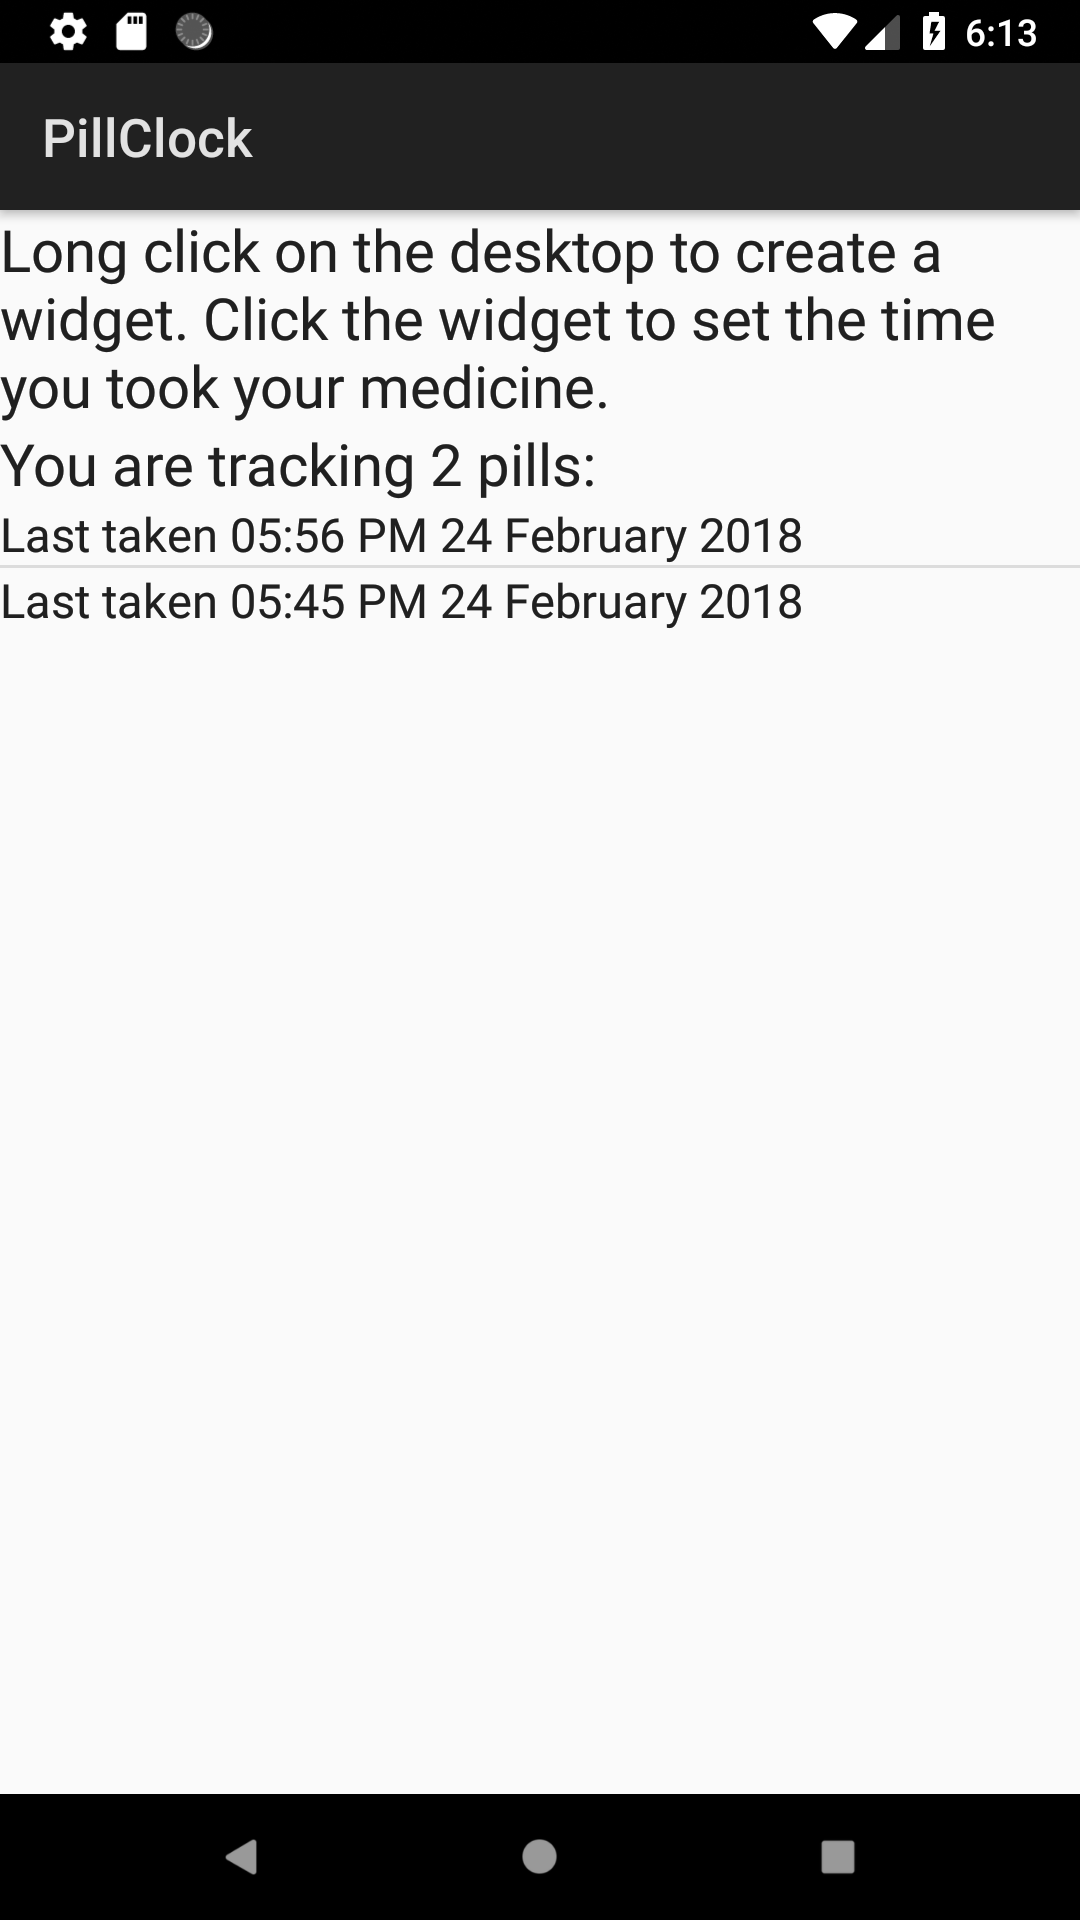 6:13
PillClock
Long click on the desktop to create a
widget. Click the widget to set the time
you took your medicine.
You are tracking 2 pills:
Last taken 05:56 PM 24 February 2018
Last taken 05:45 PM 24 February 2018